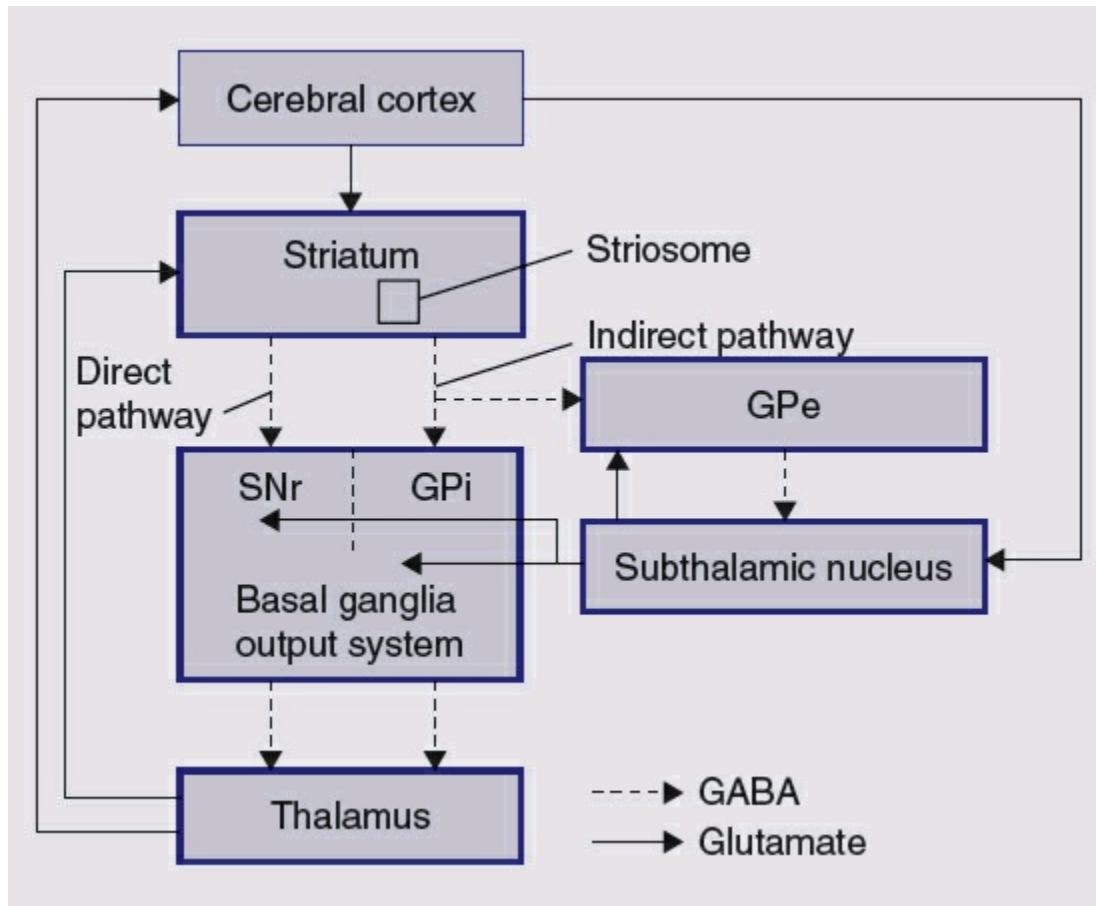 Cerebral cortex
Striatum
Striosome
Indirect pathway
Direct
pathway
GPe
SNr
GPi
Subthalamic nucleus
Basal ganglia
output system
Thalamus
GABA
Glutamate